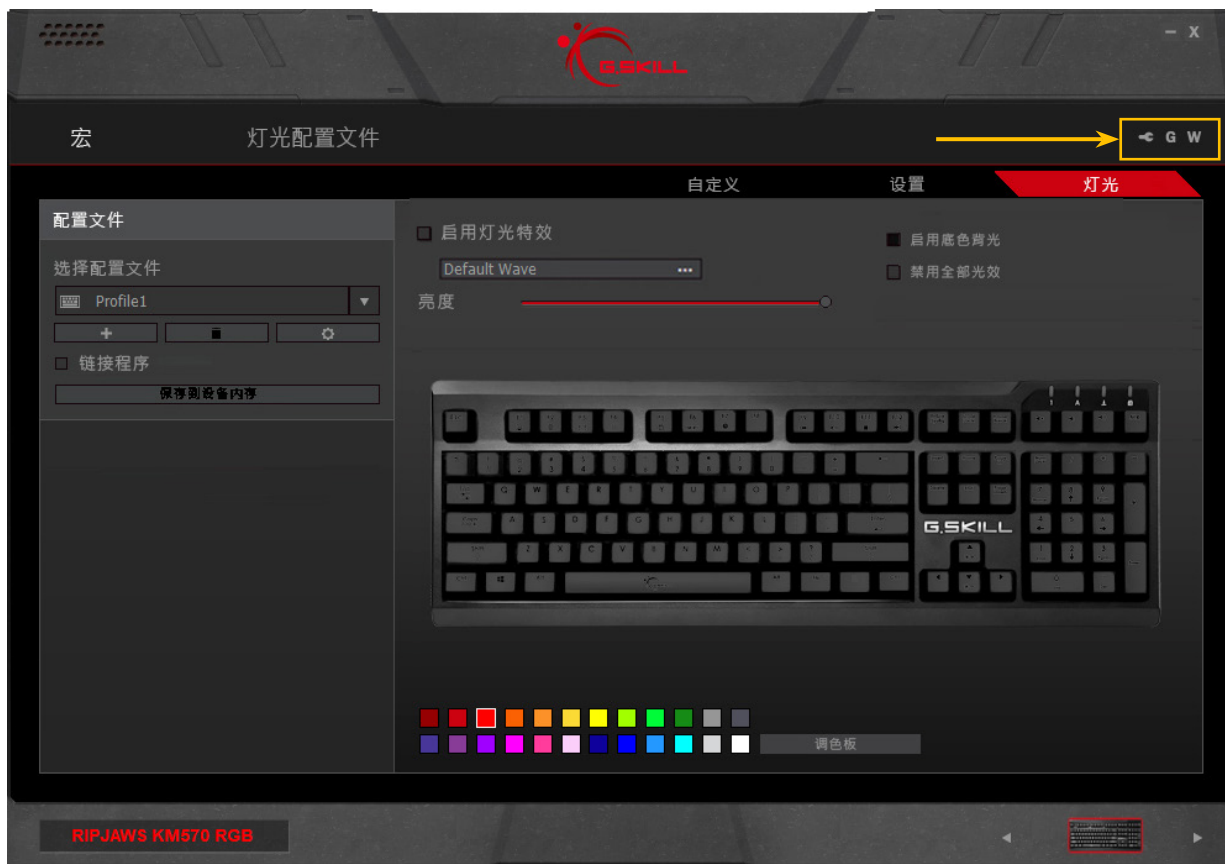 G.SKILL
– X
宏 灯光配置文件 G W
自定义 设置 灯光
配置文件
选择配置文件
Profile1
链接程序
保存到设备内存
启用灯光特效
Default Wave ...
亮度
启用底色背光
禁用全部光效
Q W E R T Y U I O P
A S D F G H J K L
Z X C V B N M
G.SKILL
调色板
RIPJAWS KM570 RGB